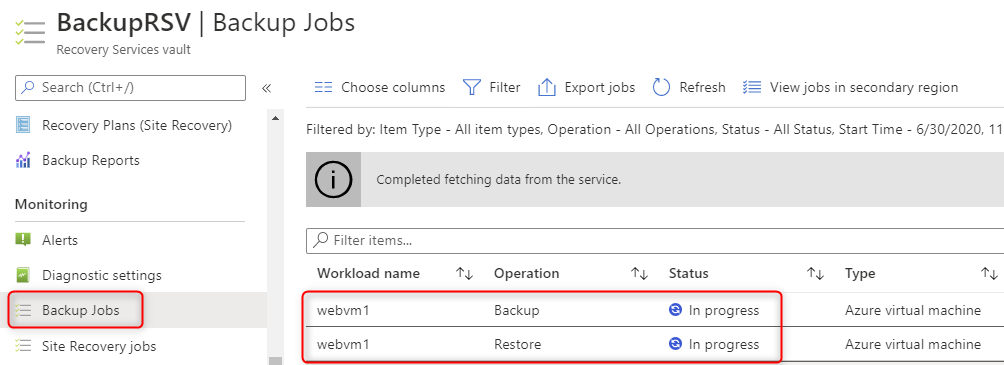 BackupRSV | Backup Jobs
Recovery Services vault
Search (Ctrl+/)
«
Recovery Plans (Site Recovery)
Backup Reports
Monitoring
Alerts
Diagnostic settings
Backup Jobs
Site Recovery jobs
Choose columns Filter Export jobs Refresh View jobs in secondary region
Filtered by: Item Type - All item types, Operation - All Operations, Status - All Status, Start Time - 6/30/2020, 11
Completed fetching data from the service.
Filter items...
Workload name Operation Status Type
webvm1 Backup In progress Azure virtual machine
webvm1 Restore In progress Azure virtual machine